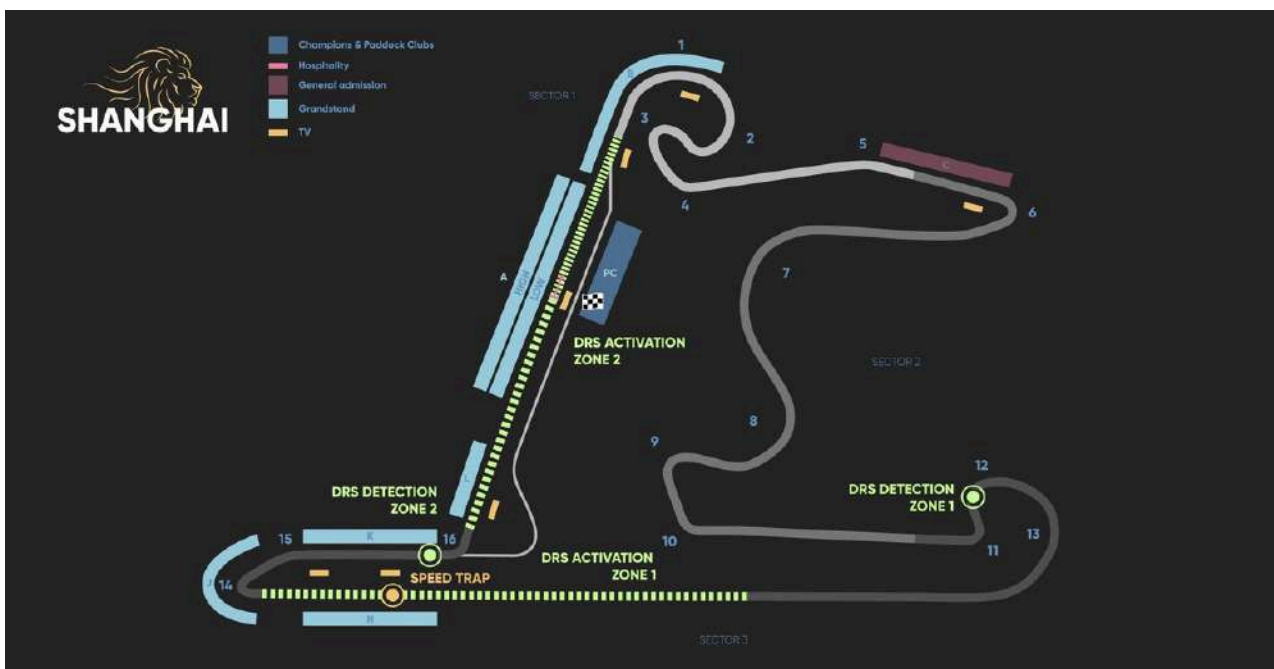 SHANGHAI
Champions & Paddock Clubs
Hospitality
General admission
Grandstand
TV
SECTOR 1
1
B
2
3
4
5
C
6
7
8
9
10
11
12
13
14
15
16
A
HIGH
LOW
PC
DRS ACTIVATION
ZONE 2
SECTOR 2
DRS DETECTION
ZONE 2
DRS DETECTION
ZONE 1
K
DRS ACTIVATION
ZONE 1
SPEED TRAP
H
SECTOR 3